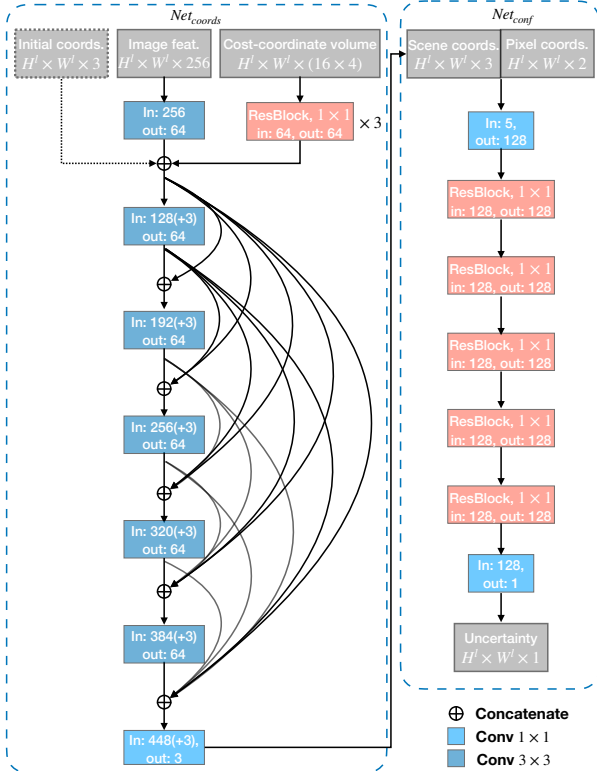 Net_coords
Initial coords.
H^l × W^l × 3
Image feat.
H^l × W^l × 256
Cost-coordinate volume
H^l × W^l × (16 × 4)
In: 256
out: 64
ResBlock, 1 × 1
in: 64, out: 64
× 3
In: 128(+3)
out: 64
In: 192(+3)
out: 64
In: 256(+3)
out: 64
In: 320(+3)
out: 64
In: 384(+3)
out: 64
In: 448(+3),
out: 3
Net_conf
Scene coords.
H^l × W^l × 3
Pixel coords.
H^l × W^l × 2
In: 5,
out: 128
ResBlock, 1 × 1
in: 128, out: 128
ResBlock, 1 × 1
in: 128, out: 128
ResBlock, 1 × 1
in: 128, out: 128
ResBlock, 1 × 1
in: 128, out: 128
ResBlock, 1 × 1
in: 128, out: 128
In: 128,
out: 1
Uncertainty
H^l × W^l × 1
Concatenate
Conv 1 × 1
Conv 3 × 3